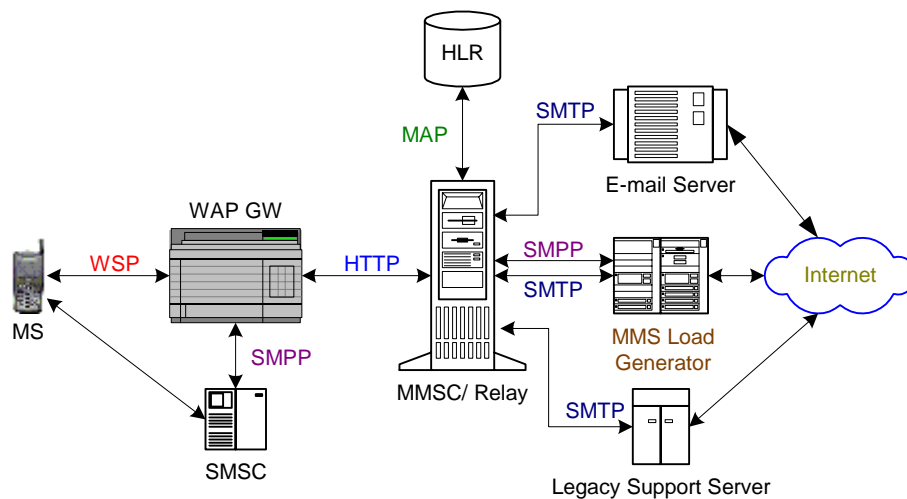 HLR
SMTP
MAP
E-mail Server
WAP GW
SMPP
WSP
HTTP
Internet
SMTP
MS
MMS Load
Generator
SMPP
MMSC/ Relay
SMTP
SMSC
Legacy Support Server